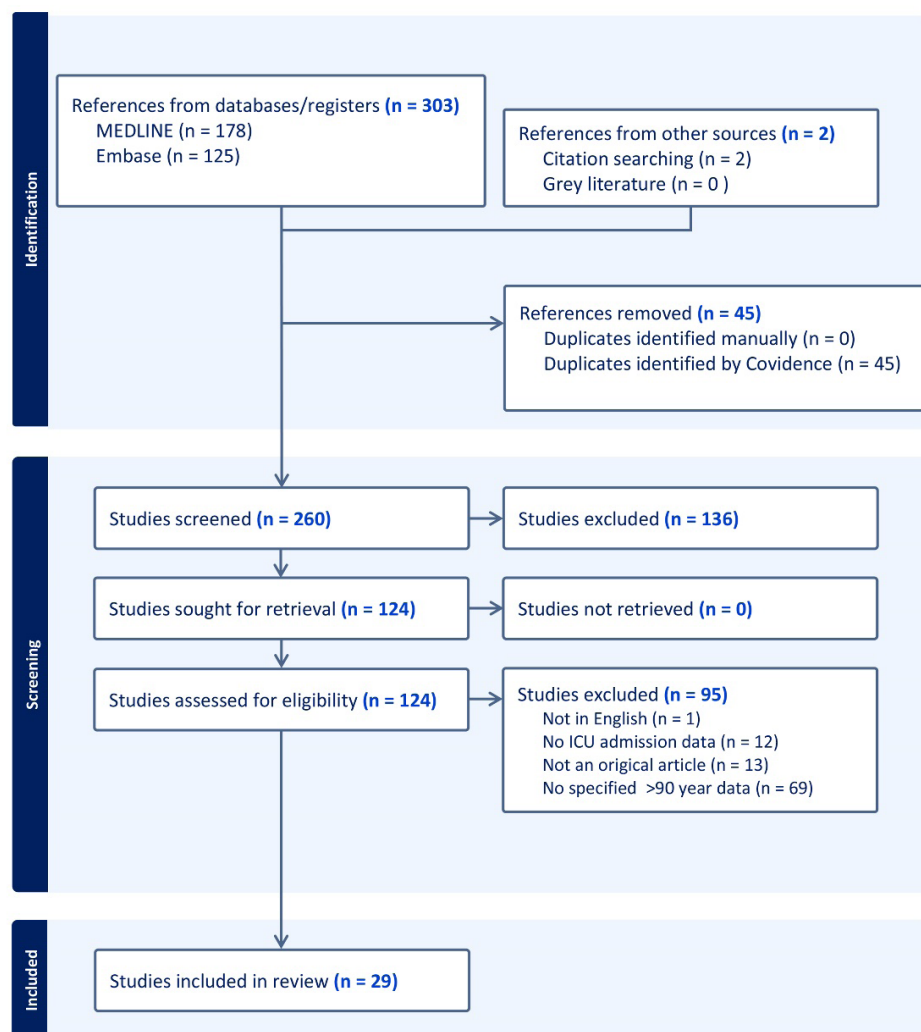 Identification
References from databases/registers (n = 303)
MEDLINE (n = 178)
Embase (n = 125)
References from other sources (n = 2)
Citation searching (n = 2)
Grey literature (n = 0 )
References removed (n = 45)
Duplicates identified manually (n = 0)
Duplicates identified by Covidence (n = 45)
Screening
Studies screened (n = 260)
Studies excluded (n = 136)
Studies sought for retrieval (n = 124)
Studies not retrieved (n = 0)
Studies assessed for eligibility (n = 124)
Studies excluded (n = 95)
Not in English (n = 1)
No ICU admission data (n = 12)
Not an original article (n = 13)
No specified >90 year data (n = 69)
Included
Studies included in review (n = 29)